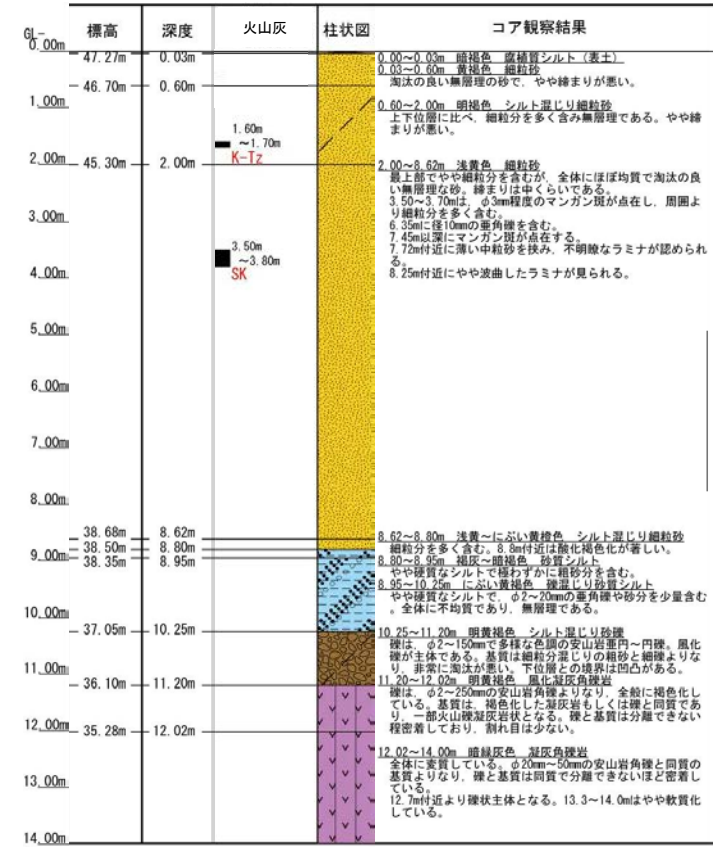 標高 深度 火山灰 柱状図 コア観察結果
GL-
0.00m
47.27m 0.03m
0.00~0.03m 暗褐色 腐植質シルト（表土）
0.03~0.60m 黄褐色 細粒砂
淘汰の良い無層理の砂で、やや締まりが悪い。
46.70m 0.60m
1.00m
0.60~2.00m 明褐色 シルト混じり細粒砂
上下位層に比べ、細粒分を多く含み無層理である。やや締
まりが悪い。
1.60m
~1.70m
K-Tz
2.00m
45.30m 2.00m
2.00~8.62m 浅黄色 細粒砂
最上部でやや細粒分を含むが、全体にほぼ均質で淘汰の良
い無層理な砂。締まりは中くらいである。
3.50~3.70mは、φ3mm程度のマンガン斑が点在し、周囲よ
り細粒分を多く含む。
6.35mに径10mmの亜角礫を含む。
7.45m以深にマンガン斑が点在する。
7.72m付近に薄い中粒砂を挟み、不明瞭なラミナが認められ
る。
8.25m付近にやや波曲したラミナが見られる。
3.00m
3.50m
~3.80m
SK
4.00m
5.00m
6.00m
7.00m
8.00m
38.68m 8.62m
8.62~8.80m 浅黄~にぶい黄橙色 シルト混じり細粒砂
細粒分を多く含む。8.8m付近は酸化褐色化が著しい。
38.50m 8.80m
8.80~8.95m 褐灰~暗褐色 砂質シルト
やや硬質なシルトで極わずかに粗砂分を含む。
9.00m
38.35m 8.95m
8.95~10.25m にぶい黄褐色 礫混じり砂質シルト
やや硬質なシルトで、φ2~20mmの亜角礫や砂分を少量含む
。全体に不均質であり、無層理である。
10.00m
37.05m 10.25m
10.25~11.20m 明黄褐色 シルト混じり砂礫
礫は、φ2~150mmで多様な色調の安山岩亜円~円礫。風化
礫が主体である。基質は細粒分混じりの粗砂と細礫よりな
り、非常に淘汰が悪い。下位層との境界は凹凸がある。
11.00m
36.10m 11.20m
11.20~12.02m 明黄褐色 風化凝灰角礫岩
礫は、φ2~250mmの安山岩角礫よりなり、全般に褐色化し
ている。基質は、褐色化した凝灰岩もしくは礫と同質であ
り、一部火山礫凝灰岩状となる。礫と基質は分離できない
程密着しており、割れ目は少ない。
12.00m
35.28m 12.02m
12.02~14.00m 暗緑灰色 凝灰角礫岩
全体に変質している。φ20mm~50mmの安山岩角礫と同質の
基質よりなり、礫と基質は同質で分離できないほど密着し
ている。
12.7m付近より礫状主体となる。13.3~14.0mはやや軟質化
している。
13.00m
14.00m